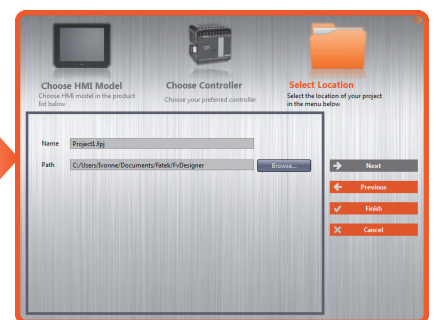 Choose HMI Model
Choose HMI model in the product
list below
Choose Controller
Choose your preferred controller
Select Location
Select the location of your project
in the menu below
Name Project1.fpj
Path C:/Users/Ivonne/Documents/Fatek/FvDesigner Browse...
Next
Previous
Finish
Cancel